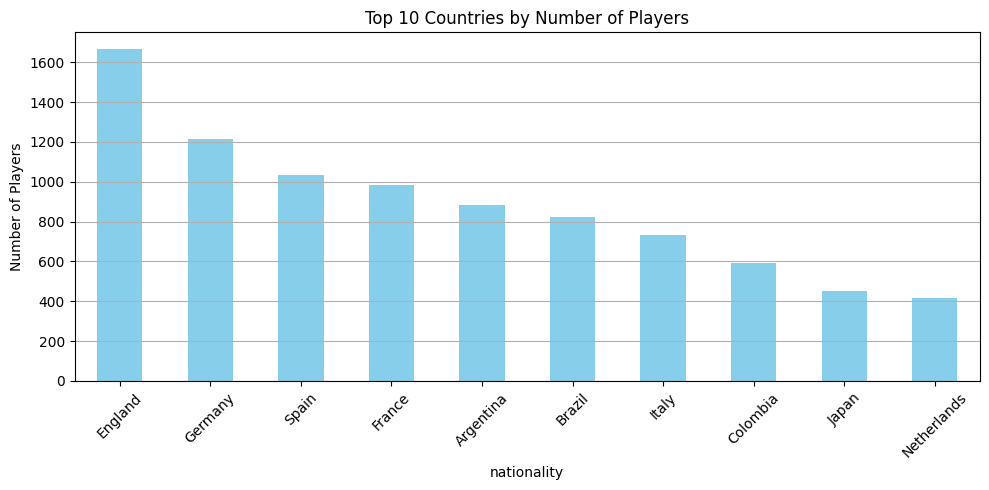 Top 10 Countries by Number of Players
Number of Players
1600
1400
1200
1000
800
600
400
200
0
England
Germany
Spain
France
Argentina
Brazil
Italy
Colombia
Japan
Netherlands
nationality